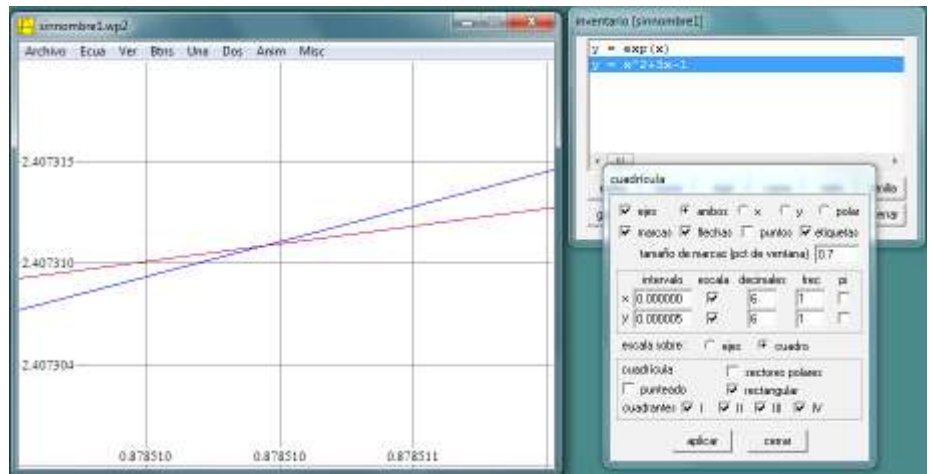 sinnombre1.wp2
Archivo Ecua Ver Btns Una Dos Anim Misc
2.407315
2.407310
2.407304
0.878510 0.878510 0.878511
inventario [sinnombre1]
y = exp(x)
y = x^2+3x-1
cuadrícula
ejes ambos x y polar
marcas flechas puntos etiquetas
tamaño de marcas (pct de ventana) 0.7
intervalo escala decimales frec pi
x 0.000000 6 1
y 0.000005 6 1
escala sobre: ejes cuadro
cuadrícula sectores polares
punteado rectangular
cuadrantes I II III IV
aplicar cerrar